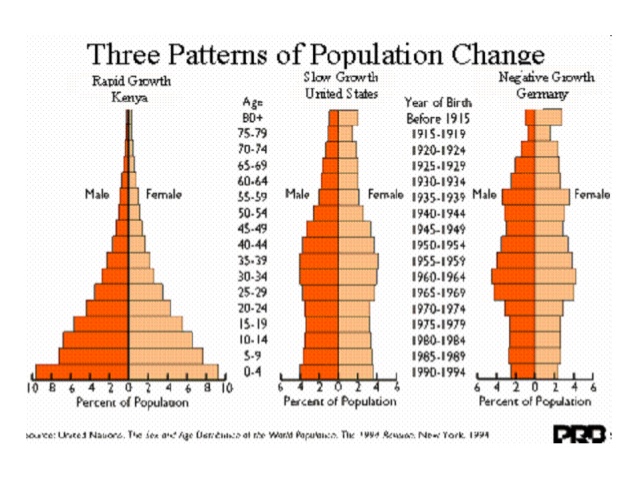 Three Patterns of Population Change
Rapid Growth
Kenya
Slow Growth
United States
Negative Growth
Germany
Age
80+
75-79
70-74
65-69
60-64
55-59
50-54
45-49
40-44
35-39
30-34
25-29
20-24
15-19
10-14
5-9
0-4
Year of Birth
Before 1915
1915-1919
1920-1924
1925-1929
1930-1934
1935-1939
1940-1944
1945-1949
1950-1954
1955-1959
1960-1964
1965-1969
1970-1974
1975-1979
1980-1984
1985-1989
1990-1994
Male Female
Male Female
Male Female
10 8 6 4 2 0 2 4 6 8 10
6 4 2 0 2 4 6
6 4 2 0 2 4 6
Percent of Population
Percent of Population
Percent of Population
Source: United Nations, The Sex and Age Distribution of the World Population, The 1994 Revision, New York, 1994
PRB